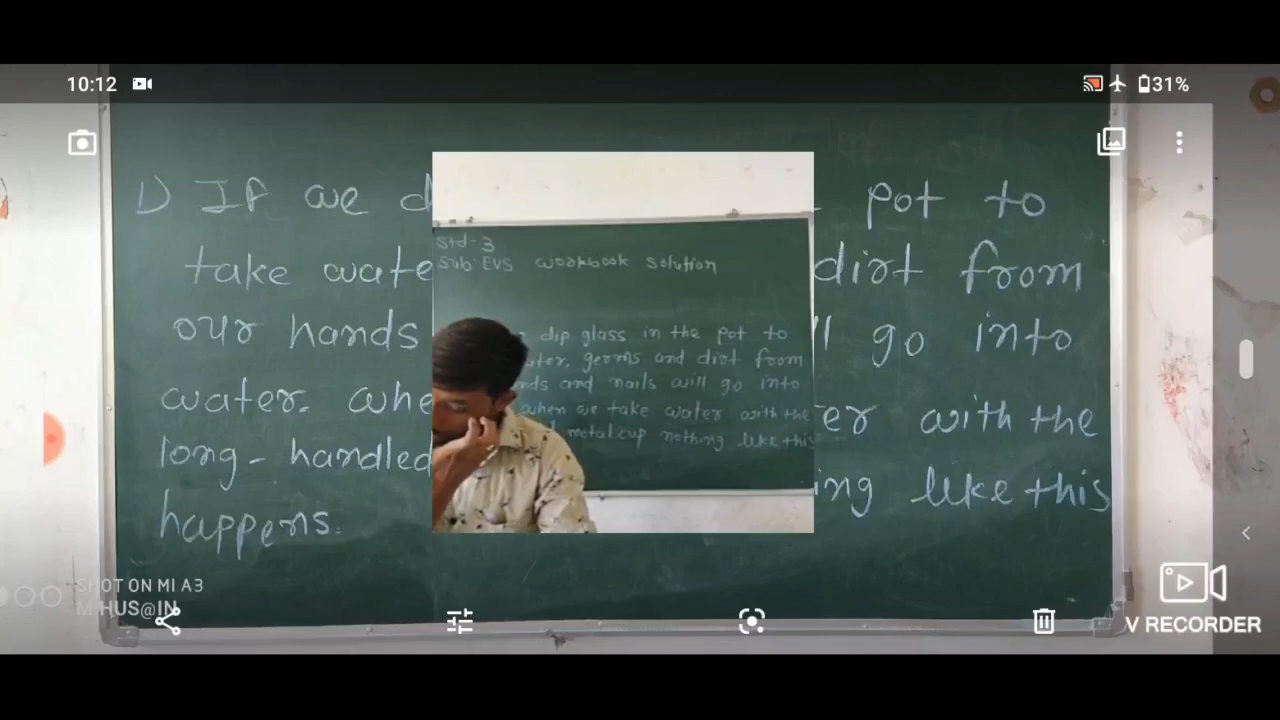 10:12
31%
1) If we d
pot to
take wate
dirt from
our hands
ll go into
water. whe
er with the
long-handled
ing like this
happens.
Std-3
Sub: EVS workbook solution
dip glass in the pot to
ater, germs and dirt from
nds and nails will go into
when we take water with the
metal cup nothing like this
SHOT ON MI A3
M HUS@IN
V RECORDER